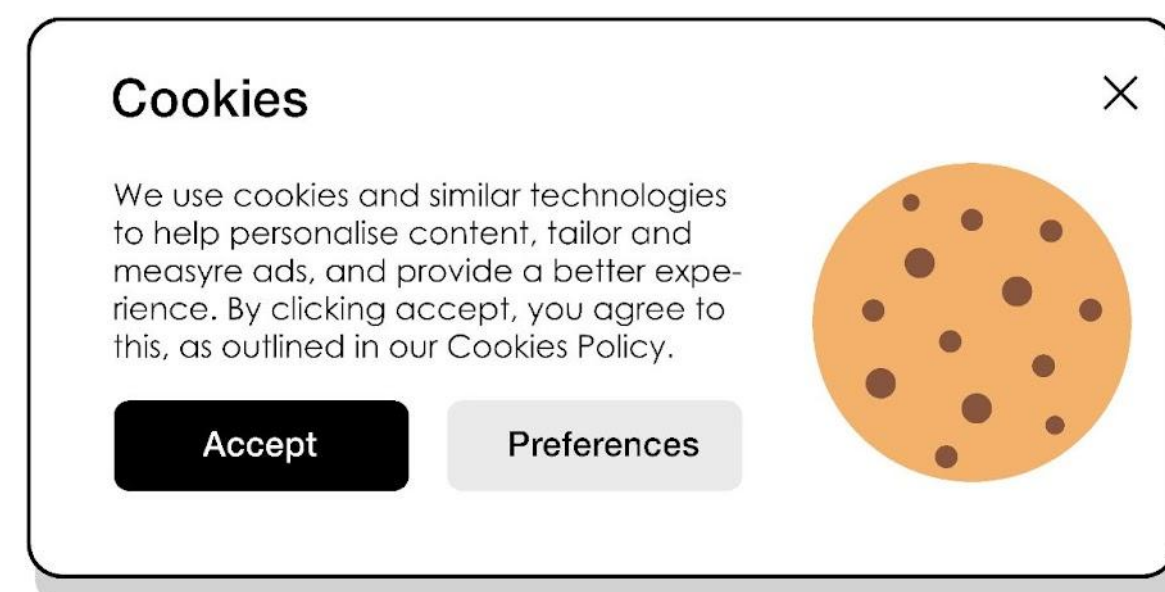 Cookies
We use cookies and similar technologies
to help personalise content, tailor and
measyre ads, and provide a better expe-
rience. By clicking accept, you agree to
this, as outlined in our Cookies Policy.
Accept Preferences